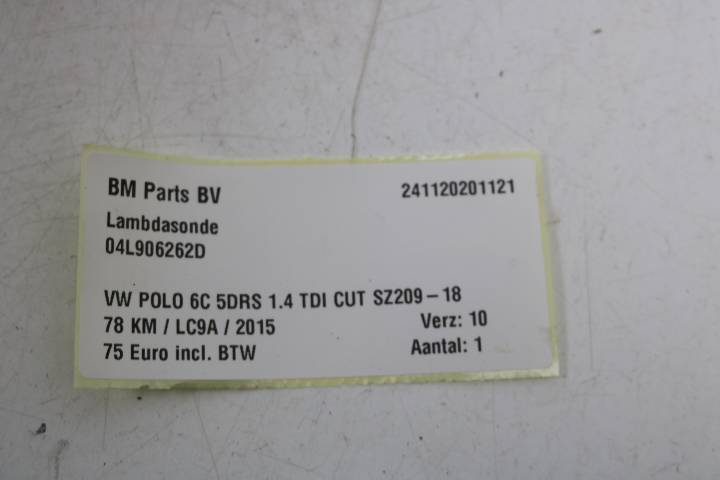 BM Parts BV 241120201121
Lambdasonde
04L906262D
VW POLO 6C 5DRS 1.4 TDI CUT SZ209 – 18
78 KM / LC9A / 2015 Verz: 10
75 Euro incl. BTW Aantal: 1